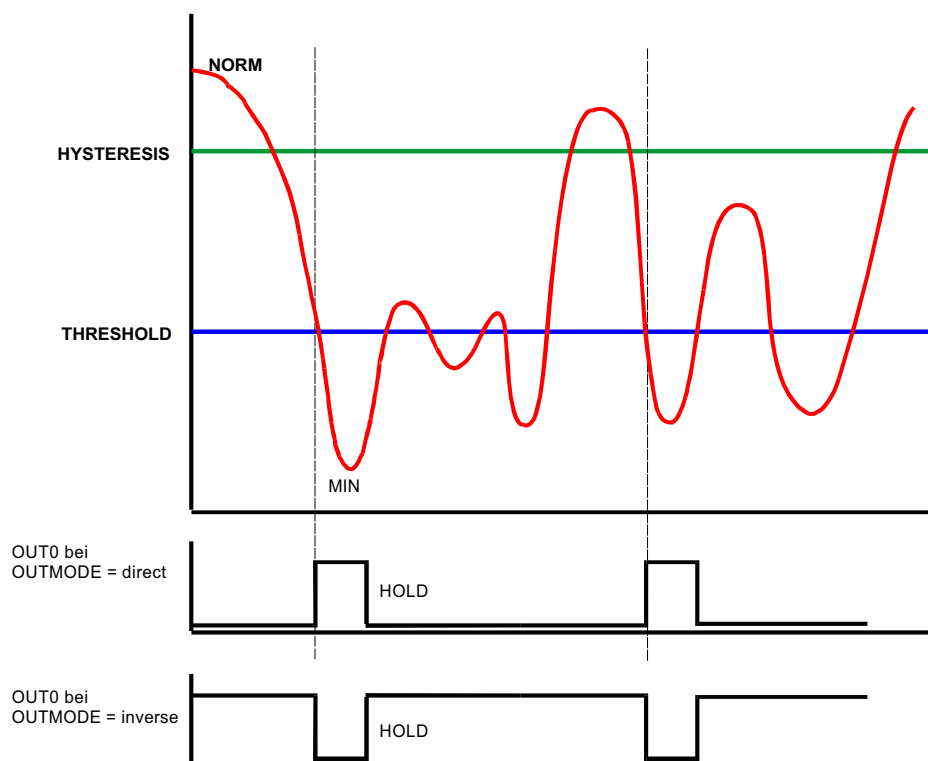 NORM
HYSTERESIS
THRESHOLD
MIN
OUT0 bei
OUTMODE = direct
HOLD
OUT0 bei
OUTMODE = inverse
HOLD